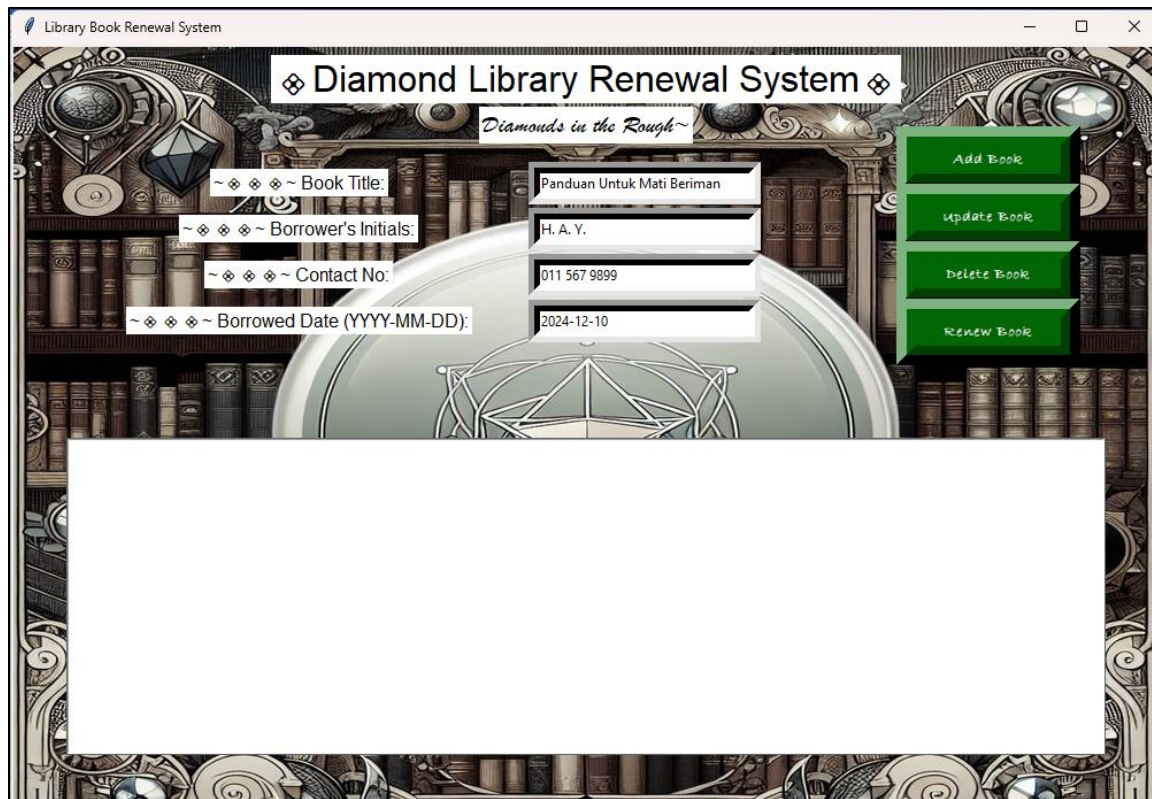 Library Book Renewal System
❖ Diamond Library Renewal System ❖
Diamonds in the Rough~
~ ❖ ❖ ❖ ~ Book Title: Panduan Untuk Mati Beriman
~ ❖ ❖ ❖ ~ Borrower's Initials: H. A. Y.
~ ❖ ❖ ❖ ~ Contact No: 011 567 9899
~ ❖ ❖ ❖ ~ Borrowed Date (YYYY-MM-DD): 2024-12-10
Add Book
Update Book
Delete Book
Renew Book